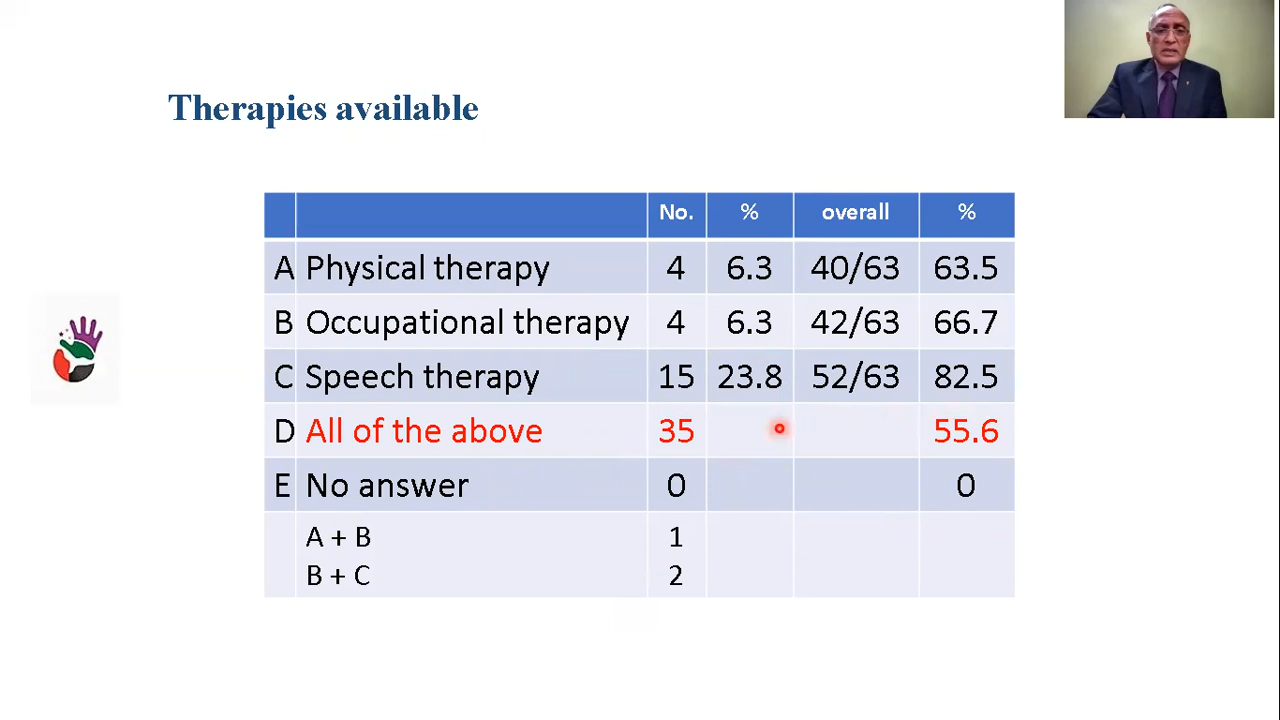 Therapies available
No. % overall %
A Physical therapy 4 6.3 40/63 63.5
B Occupational therapy 4 6.3 42/63 66.7
C Speech therapy 15 23.8 52/63 82.5
D All of the above 35 55.6
E No answer 0 0
A + B 1
B + C 2